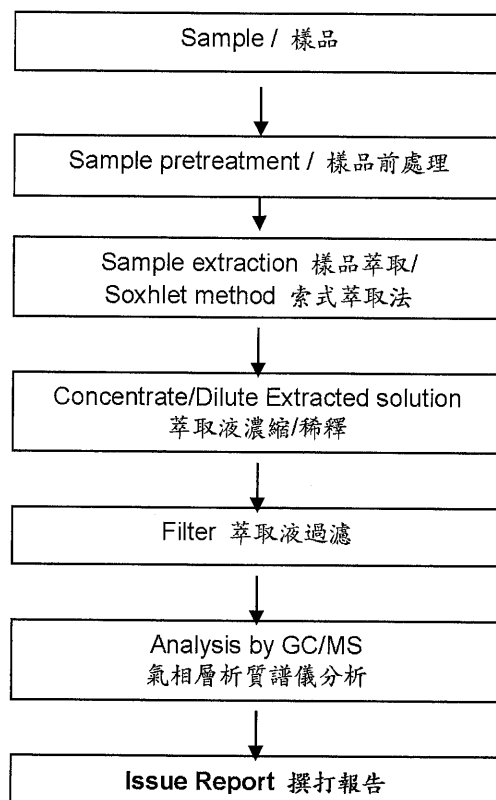 Sample / 樣品
Sample pretreatment / 樣品前處理
Sample extraction 樣品萃取/
Soxhlet method 索式萃取法
Concentrate/Dilute Extracted solution
萃取液濃縮/稀釋
Filter 萃取液過濾
Analysis by GC/MS
氣相層析質譜儀分析
Issue Report 撰打報告